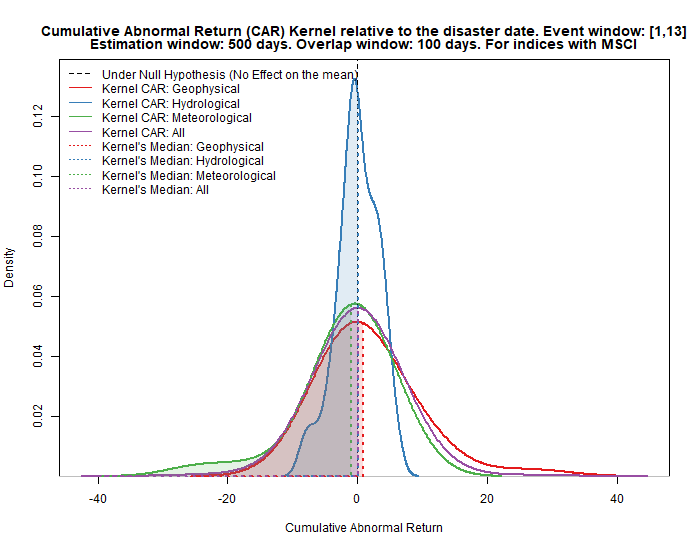 Cumulative Abnormal Return (CAR) Kernel relative to the disaster date. Event window: [1,13]
Estimation window: 500 days. Overlap window: 100 days. For indices with MSCI
Under Null Hypothesis (No Effect on the mean)
Kernel CAR: Geophysical
Kernel CAR: Hydrological
Kernel CAR: Meteorological
Kernel CAR: All
Kernel's Median: Geophysical
Kernel's Median: Hydrological
Kernel's Median: Meteorological
Kernel's Median: All
Density
0.12
0.10
0.08
0.06
0.04
0.02
-40 -20 0 20 40
Cumulative Abnormal Return